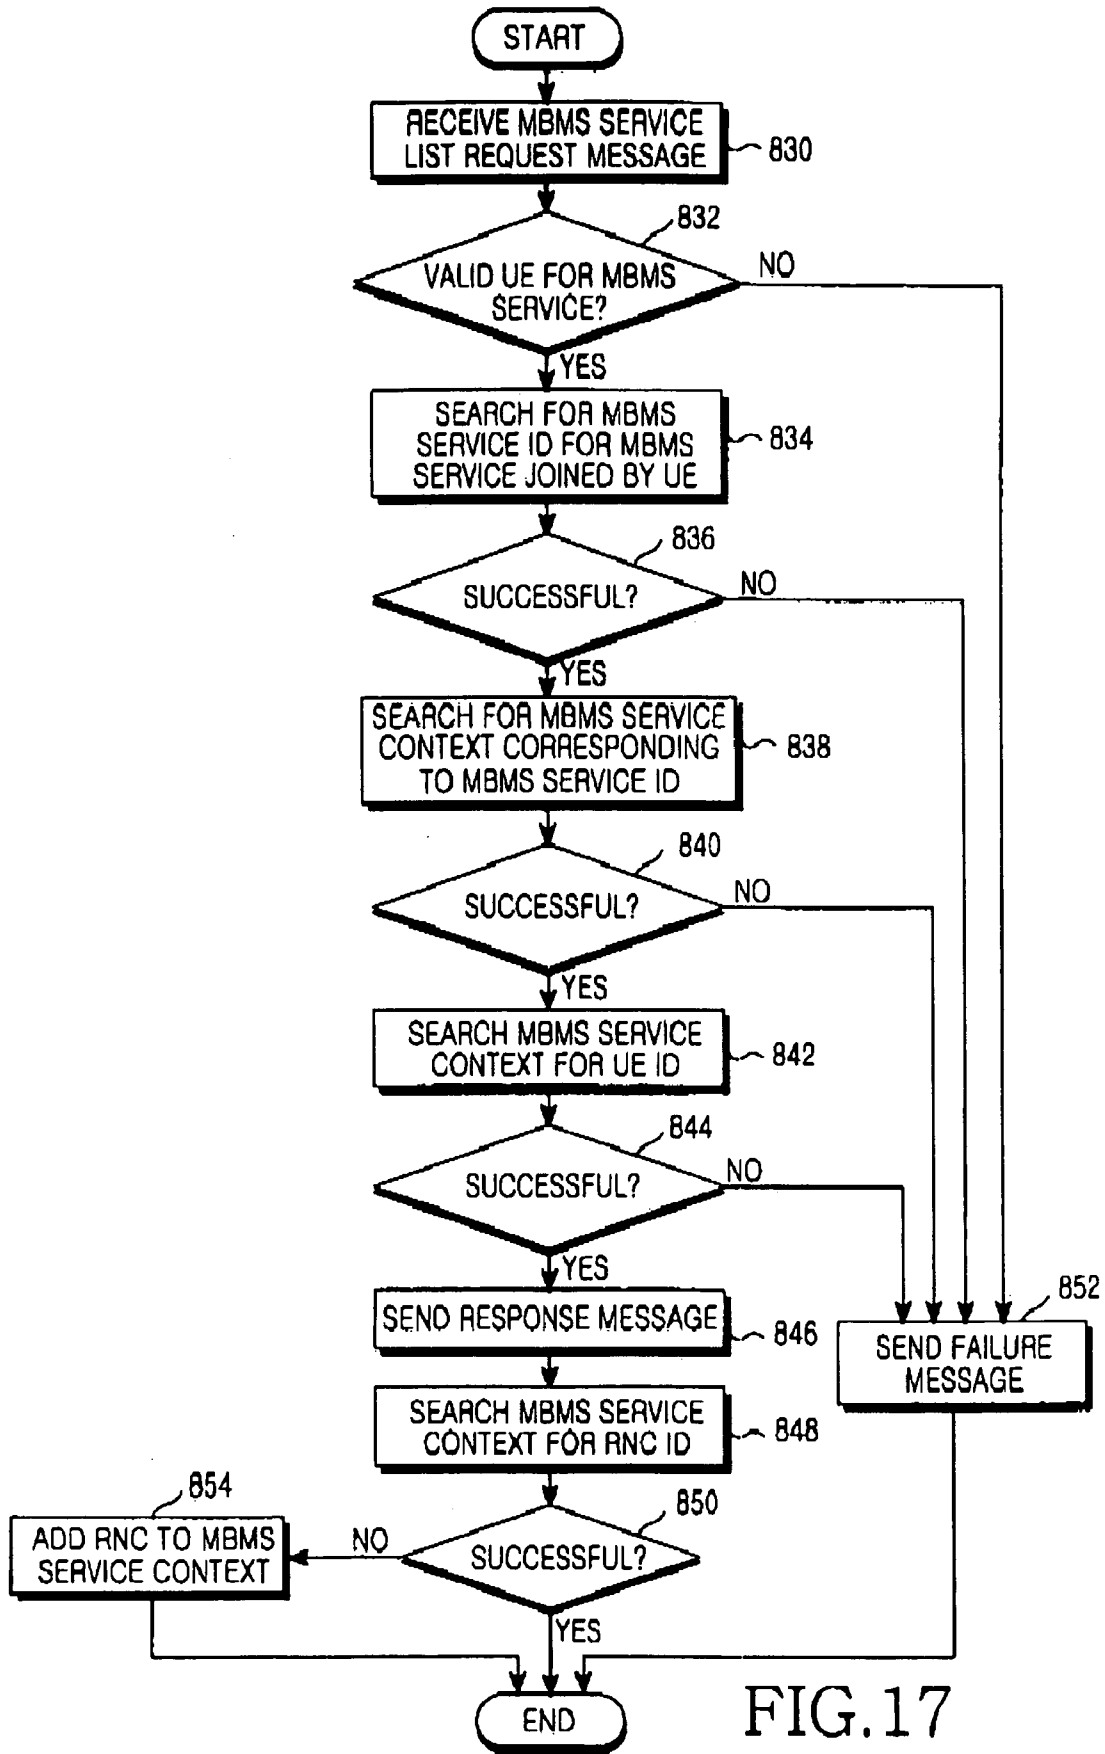 START
RECEIVE MBMS SERVICE
LIST REQUEST MESSAGE
830
832
VALID UE FOR MBMS
SERVICE?
NO
YES
SEARCH FOR MBMS
SERVICE ID FOR MBMS
SERVICE JOINED BY UE
834
836
SUCCESSFUL?
NO
YES
SEARCH FOR MBMS SERVICE
CONTEXT CORRESPONDING
TO MBMS SERVICE ID
838
840
SUCCESSFUL?
NO
YES
SEARCH MBMS SERVICE
CONTEXT FOR UE ID
842
844
SUCCESSFUL?
NO
YES
SEND RESPONSE MESSAGE
846
852
SEND FAILURE
MESSAGE
SEARCH MBMS SERVICE
CONTEXT FOR RNC ID
848
850
SUCCESSFUL?
NO
854
ADD RNC TO MBMS
SERVICE CONTEXT
YES
END
FIG.17